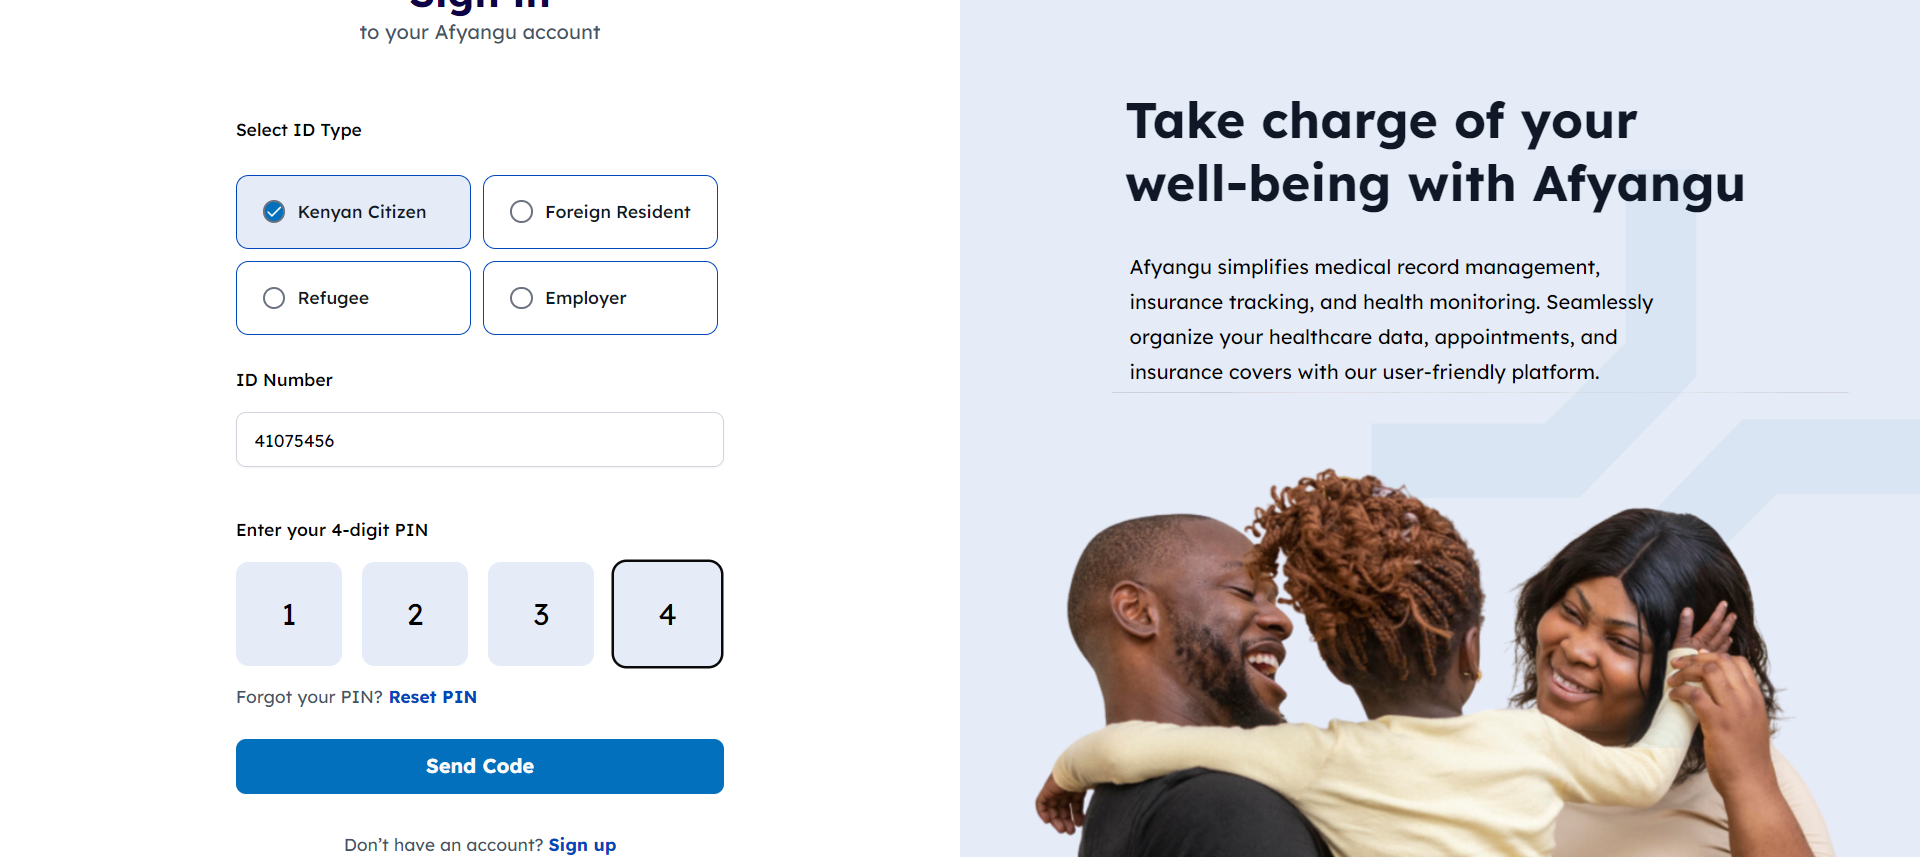 Sign in
to your Afyangu account
Select ID Type
Kenyan Citizen
Foreign Resident
Refugee
Employer
ID Number
41075456
Enter your 4-digit PIN
1 2 3 4
Forgot your PIN? Reset PIN
Send Code
Don’t have an account? Sign up
Take charge of your
well-being with Afyangu
Afyangu simplifies medical record management,
insurance tracking, and health monitoring. Seamlessly
organize your healthcare data, appointments, and
insurance covers with our user-friendly platform.